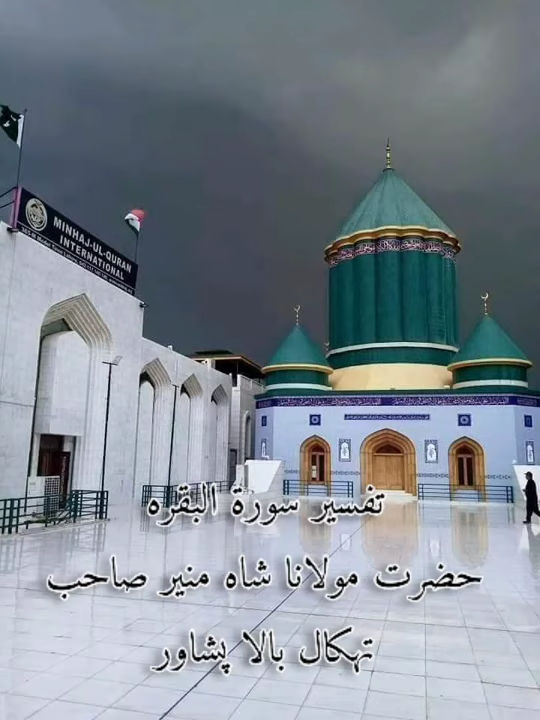 MINHAJ-UL-QURAN
INTERNATIONAL
تفسیر سورۃ البقرہ
حضرت مولانا شاہ منیر صاحب
تہکال بالا پشاور